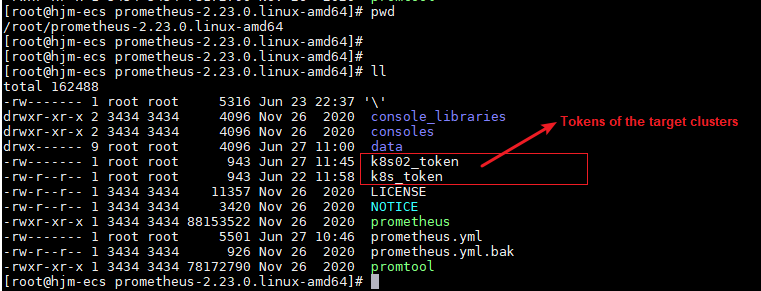 [root@hjm-ecs prometheus-2.23.0.linux-amd64]# pwd
/root/prometheus-2.23.0.linux-amd64
[root@hjm-ecs prometheus-2.23.0.linux-amd64]#
[root@hjm-ecs prometheus-2.23.0.linux-amd64]#
[root@hjm-ecs prometheus-2.23.0.linux-amd64]# ll
total 162488
-rw------- 1 root root     5316 Jun 23 22:37 '\'
drwxr-xr-x 2 3434 3434     4096 Nov 26  2020  console_libraries
drwxr-xr-x 2 3434 3434     4096 Nov 26  2020  consoles
Tokens of the target clusters
drwx------ 9 root root     4096 Jun 27 11:00  data
-rw------- 1 root root      943 Jun 27 11:45  k8s02_token
-rw-r--r-- 1 root root      943 Jun 22 11:58  k8s_token
-rw-r--r-- 1 3434 3434    11357 Nov 26  2020  LICENSE
-rw-r--r-- 1 3434 3434     3420 Nov 26  2020  NOTICE
-rwxr-xr-x 1 3434 3434 88153522 Nov 26  2020  prometheus
-rw------- 1 root root     5501 Jun 27 10:46  prometheus.yml
-rw-r--r-- 1 3434 3434      926 Nov 26  2020  prometheus.yml.bak
-rwxr-xr-x 1 3434 3434 78172790 Nov 26  2020  promtool
[root@hjm-ecs prometheus-2.23.0.linux-amd64]#